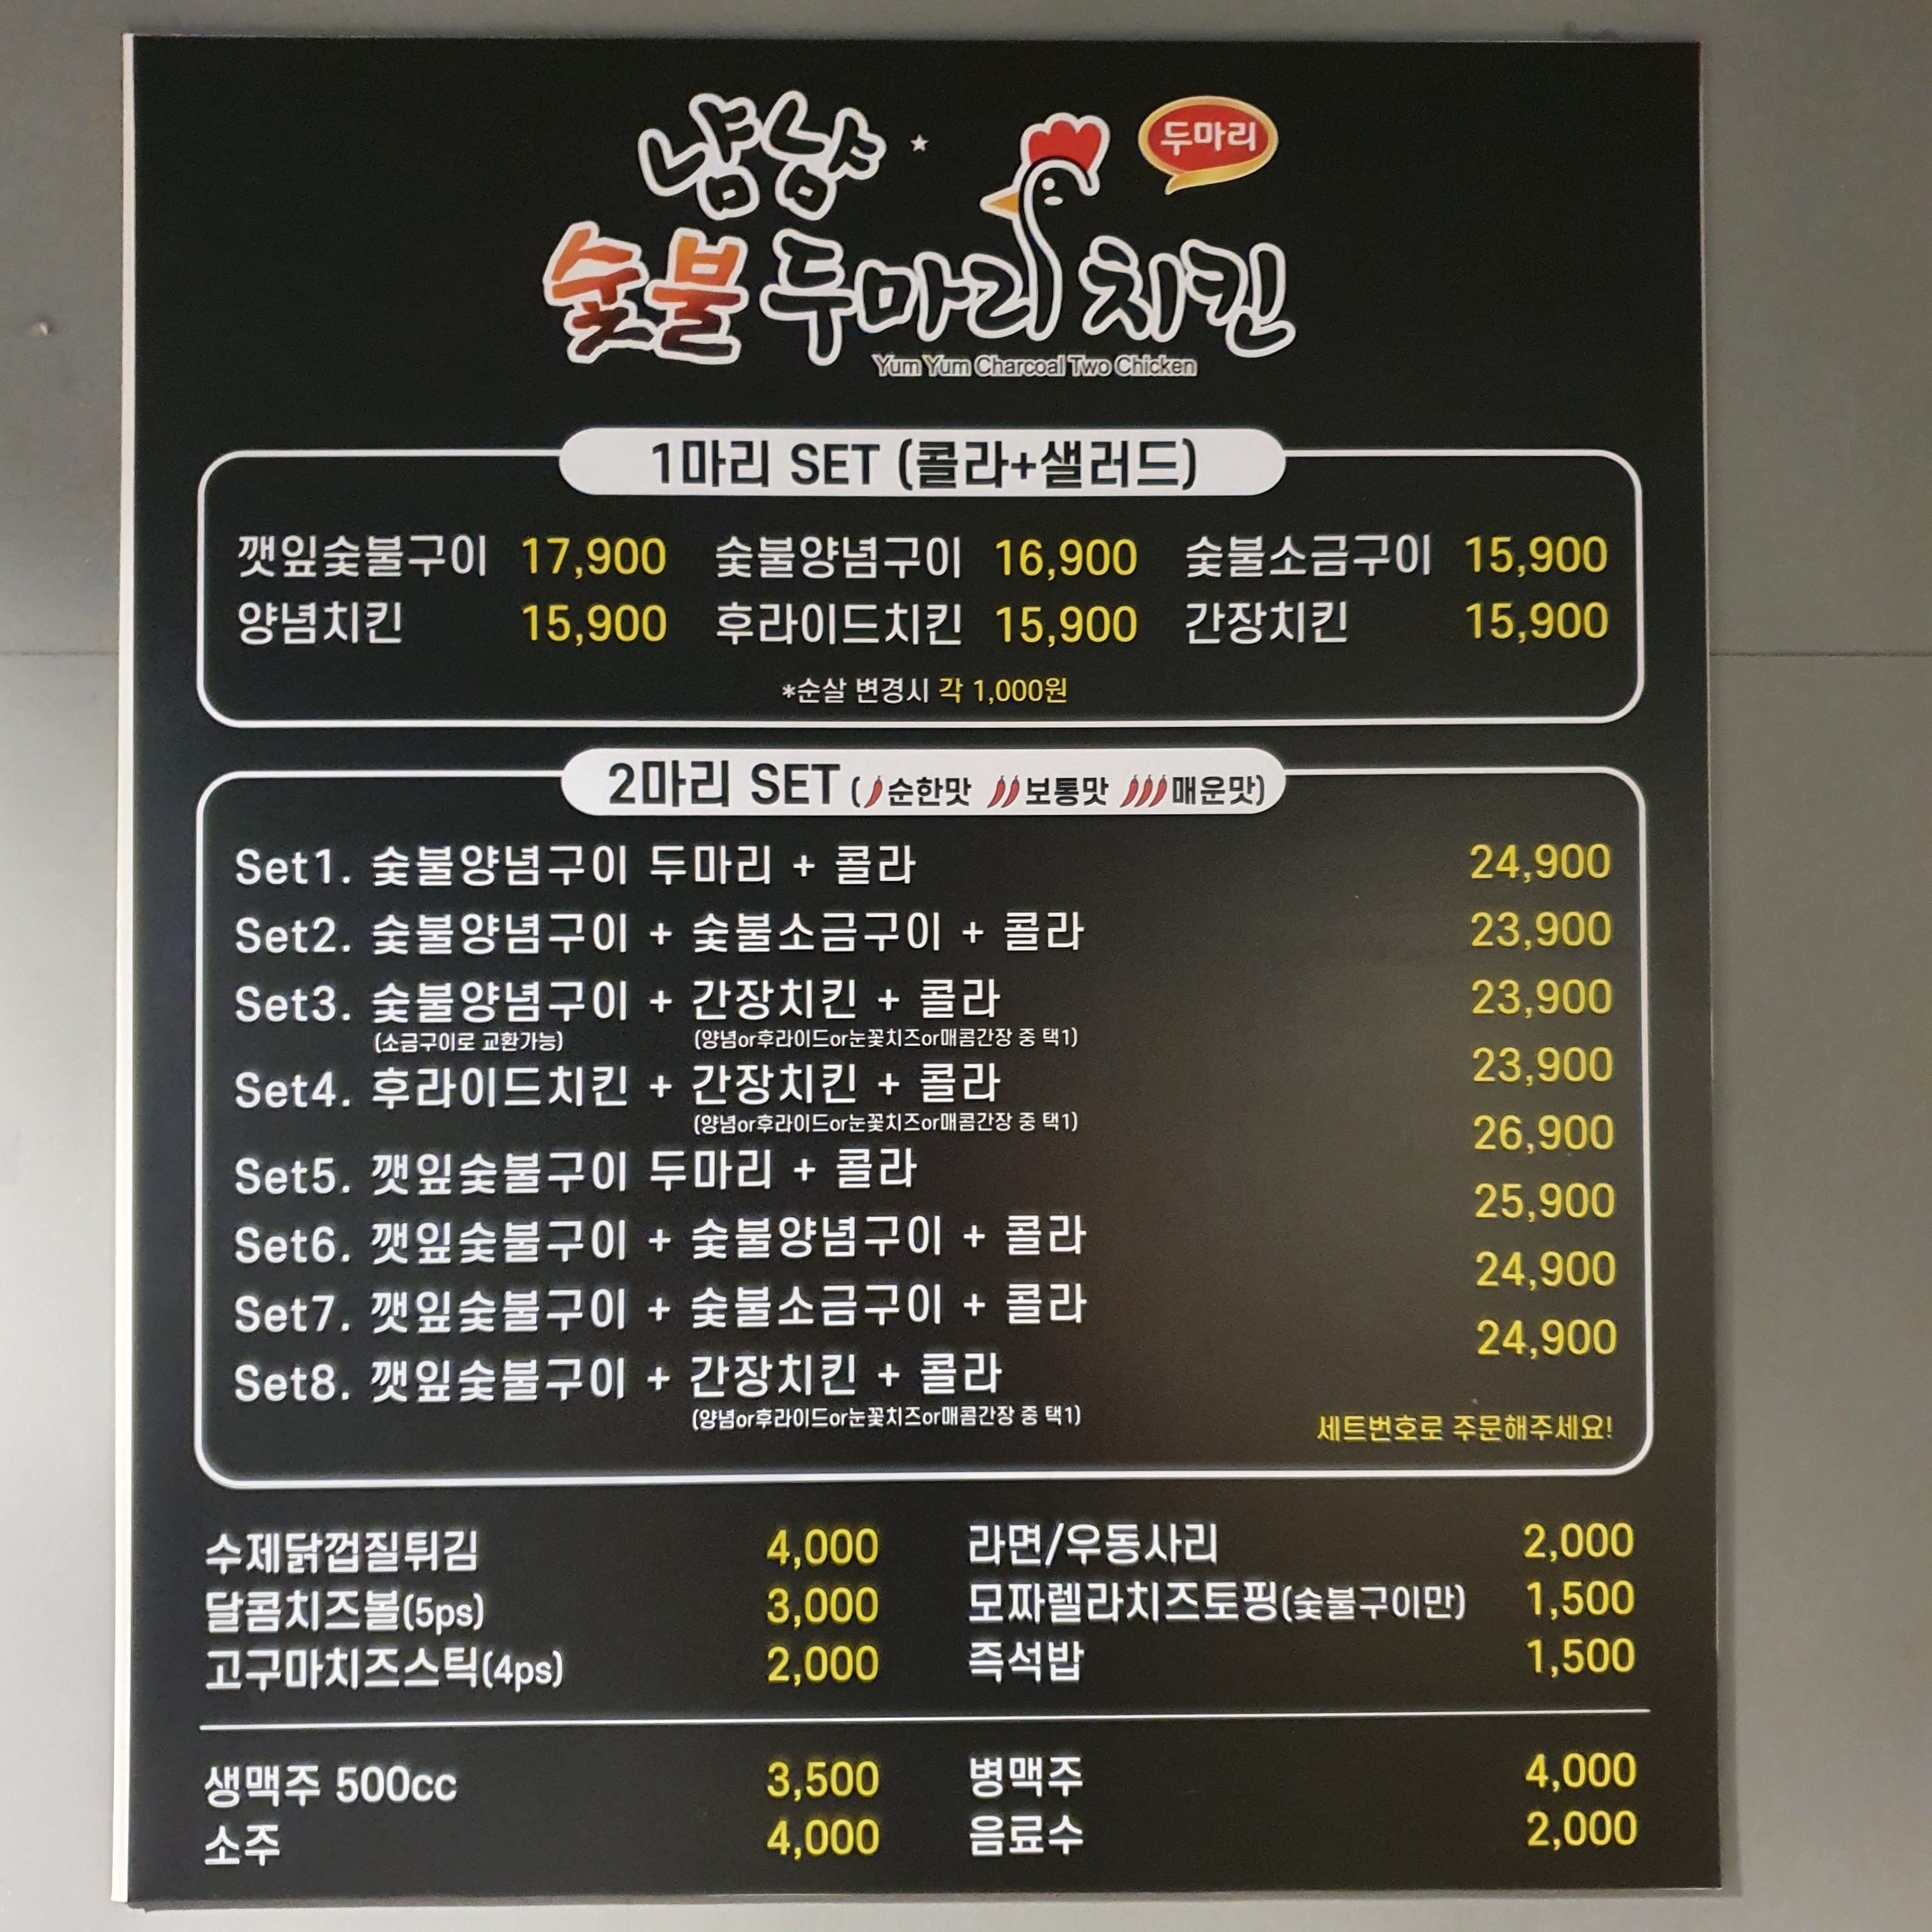 냠냠
두마리
숯불두마리치킨
Yum Yum Charcoal Two Chicken
1마리 SET (콜라+샐러드)
깻잎숯불구이 17,900 숯불양념구이 16,900 숯불소금구이 15,900
양념치킨 15,900 후라이드치킨 15,900 간장치킨 15,900
*순살 변경시 각 1,000원
2마리 SET (순한맛 보통맛 매운맛)
Set1. 숯불양념구이 두마리 + 콜라 24,900
Set2. 숯불양념구이 + 숯불소금구이 + 콜라 23,900
Set3. 숯불양념구이 + 간장치킨 + 콜라 23,900
(소금구이로 교환가능) (양념or후라이드or눈꽃치즈or매콤간장 중 택1)
Set4. 후라이드치킨 + 간장치킨 + 콜라 23,900
(양념or후라이드or눈꽃치즈or매콤간장 중 택1)
Set5. 깻잎숯불구이 두마리 + 콜라 26,900
Set6. 깻잎숯불구이 + 숯불양념구이 + 콜라 25,900
Set7. 깻잎숯불구이 + 숯불소금구이 + 콜라 24,900
Set8. 깻잎숯불구이 + 간장치킨 + 콜라 24,900
(양념or후라이드or눈꽃치즈or매콤간장 중 택1)
세트번호로 주문해주세요!
수제닭껍질튀김 4,000 라면/우동사리 2,000
달콤치즈볼(5ps) 3,000 모짜렐라치즈토핑(숯불구이만) 1,500
고구마치즈스틱(4ps) 2,000 즉석밥 1,500
생맥주 500cc 3,500 병맥주 4,000
소주 4,000 음료수 2,000